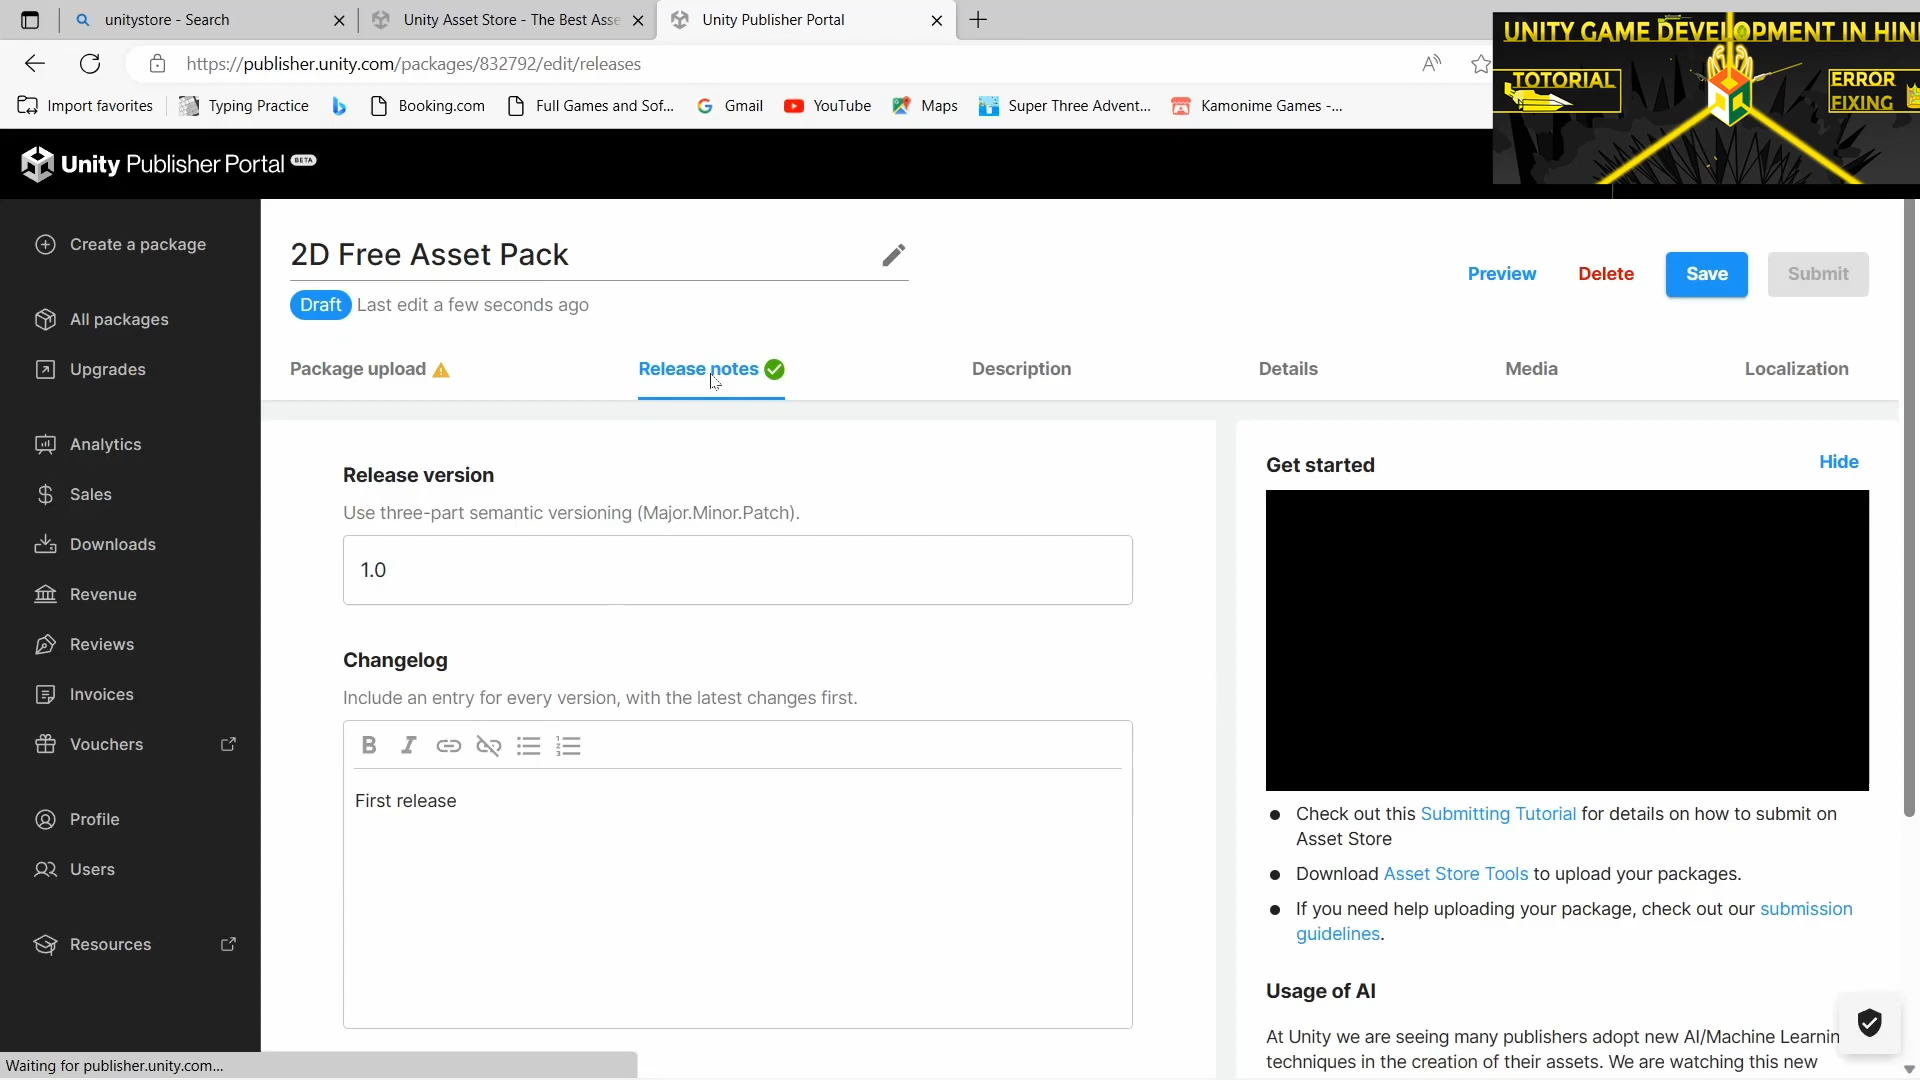 unitystore - Search
Unity Asset Store - The Best Asse
Unity Publisher Portal
https://publisher.unity.com/packages/832792/edit/releases
Import favorites
Typing Practice
Booking.com
Full Games and Sof...
Gmail
YouTube
Maps
Super Three Advent...
Kamonime Games -...
UNITY GAME DEVELOPMENT IN HIN
TOTORIAL
ERROR
FIXING
Unity Publisher Portal BETA
Create a package
All packages
Upgrades
Analytics
Sales
Downloads
Revenue
Reviews
Invoices
Vouchers
Profile
Users
Resources
2D Free Asset Pack
Draft Last edit a few seconds ago
Preview
Delete
Save
Submit
Package upload
Release notes
Description
Details
Media
Localization
Release version
Use three-part semantic versioning (Major.Minor.Patch).
1.0
Changelog
Include an entry for every version, with the latest changes first.
B I
First release
Get started
Hide
Check out this Submitting Tutorial for details on how to submit on
Asset Store
Download Asset Store Tools to upload your packages.
If you need help uploading your package, check out our submission
guidelines.
Usage of AI
At Unity we are seeing many publishers adopt new AI/Machine Learnin
techniques in the creation of their assets. We are watching this new
Waiting for publisher.unity.com...